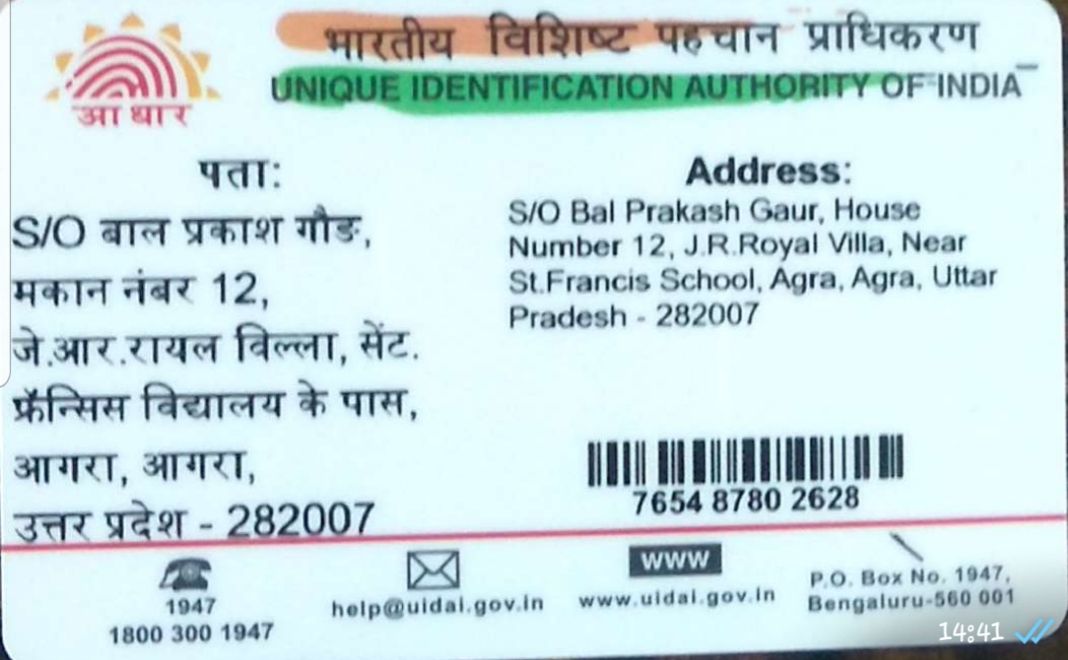 भारतीय विशिष्ट पहचान प्राधिकरण
UNIQUE IDENTIFICATION AUTHORITY OF INDIA
आधार
पता:
S/O बाल प्रकाश गौड,
मकान नंबर 12,
जे.आर.रायल विल्ला, सेंट.
फ्रॅन्सिस विद्यालय के पास,
आगरा, आगरा,
उत्तर प्रदेश - 282007
Address:
S/O Bal Prakash Gaur, House
Number 12, J.R.Royal Villa, Near
St.Francis School, Agra, Agra, Uttar
Pradesh - 282007
7654 8780 2628
1947
1800 300 1947
help@uidai.gov.in
WWW
www.uidai.gov.in
P.O. Box No. 1947,
Bengaluru-560 001
14:41